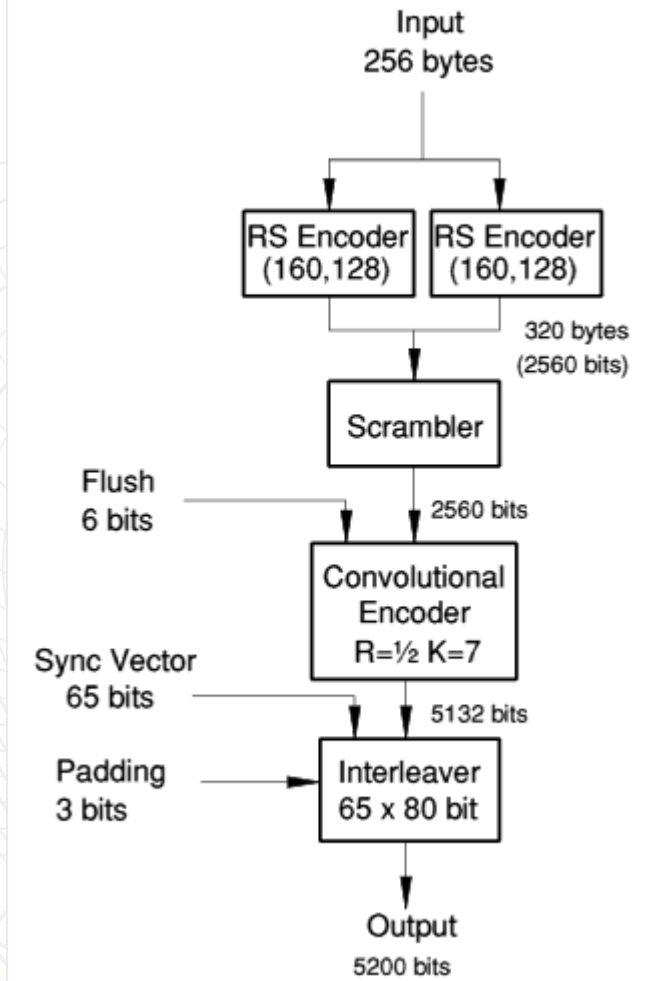 Input
256 bytes
RS Encoder
(160,128)
RS Encoder
(160,128)
320 bytes
(2560 bits)
Scrambler
Flush
6 bits
2560 bits
Convolutional
Encoder
R=½ K=7
Sync Vector
65 bits
5132 bits
Padding
3 bits
Interleaver
65 x 80 bit
Output
5200 bits